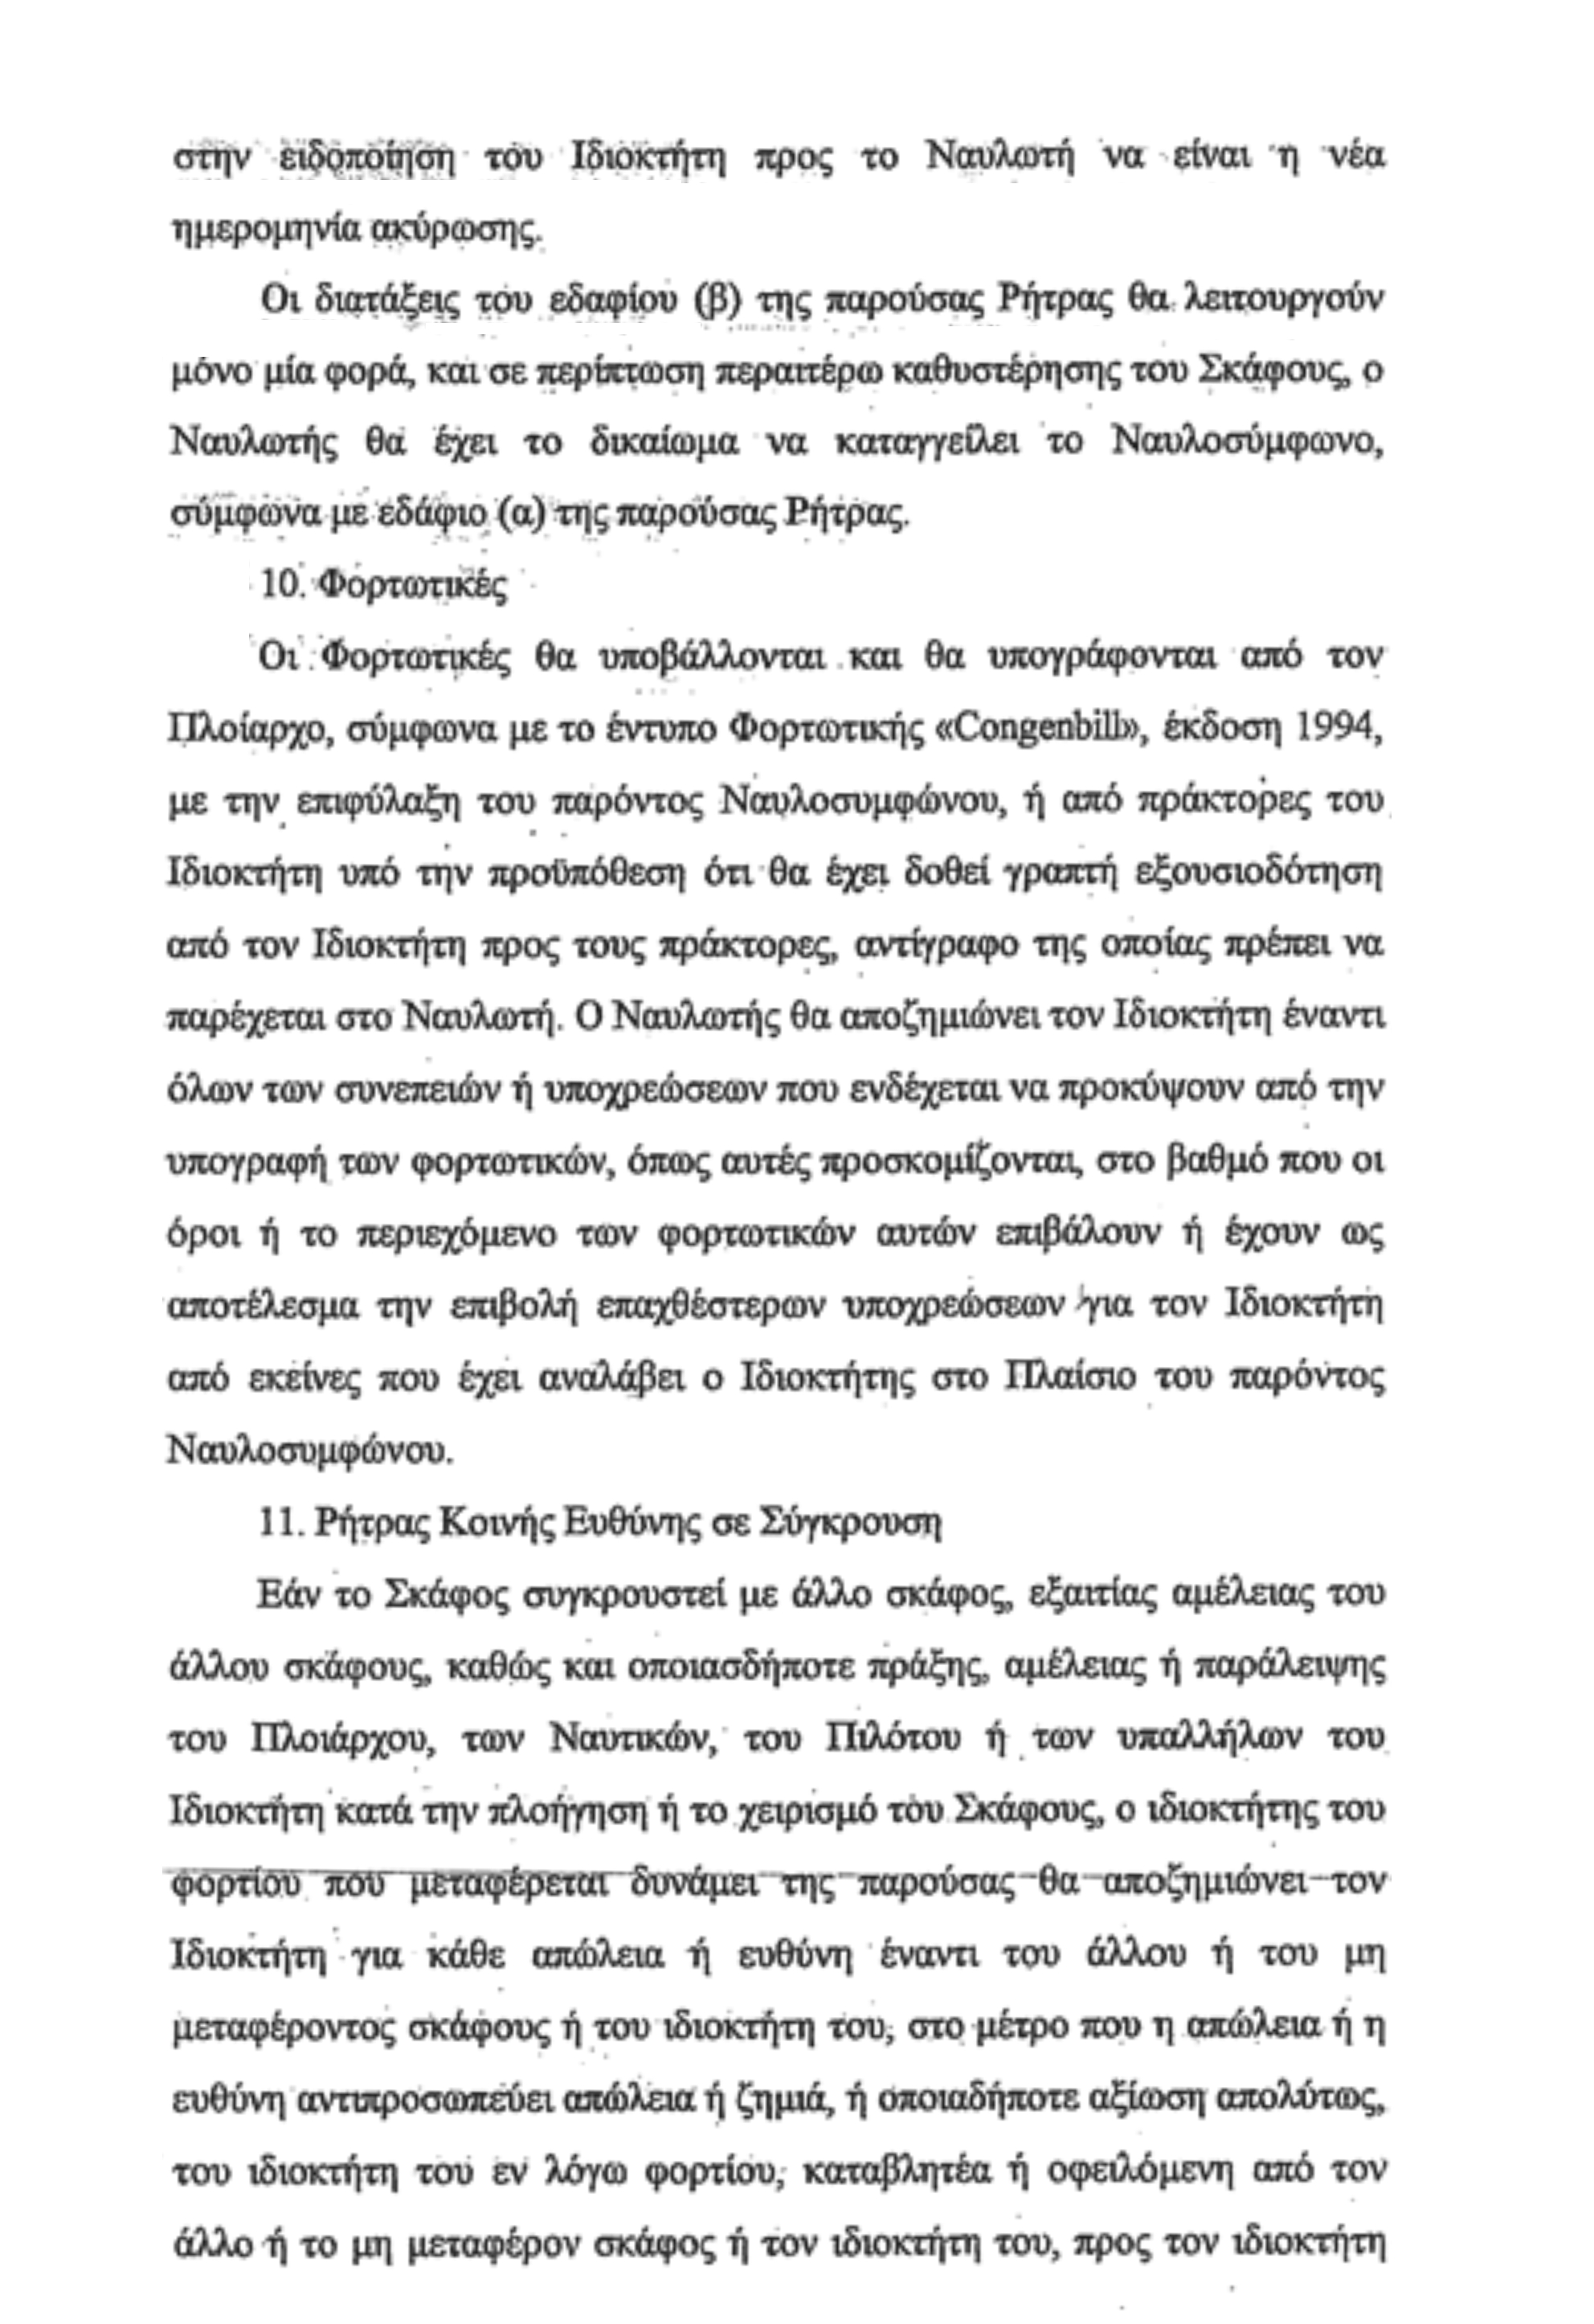 στην ειδοποίηση του Ιδιοκτήτη προς το Ναυλωτή να είναι η νέα
ημερομηνία ακύρωσης.
Οι διατάξεις του εδαφίου (β) της παρούσας Ρήτρας θα λειτουργούν
μόνο μία φορά, και σε περίπτωση περαιτέρω καθυστέρησης του Σκάφους, ο
Ναυλωτής θα έχει το δικαίωμα να καταγγείλει το Ναυλοσύμφωνο,
σύμφωνα με εδάφιο (α) της παρούσας Ρήτρας.
10. Φορτωτικές
Οι Φορτωτικές θα υποβάλλονται και θα υπογράφονται από τον
Πλοίαρχο, σύμφωνα με το έντυπο Φορτωτικής «Congenbill», έκδοση 1994,
με την επιφύλαξη του παρόντος Ναυλοσυμφώνου, ή από πράκτορες του
Ιδιοκτήτη υπό την προϋπόθεση ότι θα έχει δοθεί γραπτή εξουσιοδότηση
από τον Ιδιοκτήτη προς τους πράκτορες, αντίγραφο της οποίας πρέπει να
παρέχεται στο Ναυλωτή. Ο Ναυλωτής θα αποζημιώνει τον Ιδιοκτήτη έναντι
όλων των συνεπειών ή υποχρεώσεων που ενδέχεται να προκύψουν από την
υπογραφή των φορτωτικών, όπως αυτές προσκομίζονται, στο βαθμό που οι
όροι ή το περιεχόμενο των φορτωτικών αυτών επιβάλουν ή έχουν ως
αποτέλεσμα την επιβολή επαχθέστερων υποχρεώσεων για τον Ιδιοκτήτη
από εκείνες που έχει αναλάβει ο Ιδιοκτήτης στο Πλαίσιο του παρόντος
Ναυλοσυμφώνου.
11. Ρήτρας Κοινής Ευθύνης σε Σύγκρουση
Εάν το Σκάφος συγκρουστεί με άλλο σκάφος, εξαιτίας αμέλειας του
άλλου σκάφους, καθώς και οποιασδήποτε πράξης, αμέλειας ή παράλειψης
του Πλοιάρχου, των Ναυτικών, του Πιλότου ή των υπαλλήλων του
Ιδιοκτήτη κατά την πλοήγηση ή το χειρισμό του Σκάφους, ο ιδιοκτήτης του
φορτίου που μεταφέρεται δυνάμει της παρούσας θα αποζημιώνει τον
Ιδιοκτήτη για κάθε απώλεια ή ευθύνη έναντι του άλλου ή του μη
μεταφέροντος σκάφους ή του ιδιοκτήτη του, στο μέτρο που η απώλεια ή η
ευθύνη αντιπροσωπεύει απώλεια ή ζημιά, ή οποιαδήποτε αξίωση απολύτως,
του ιδιοκτήτη του εν λόγω φορτίου, καταβλητέα ή οφειλόμενη από τον
άλλο ή το μη μεταφέρον σκάφος ή τον ιδιοκτήτη του, προς τον ιδιοκτήτη